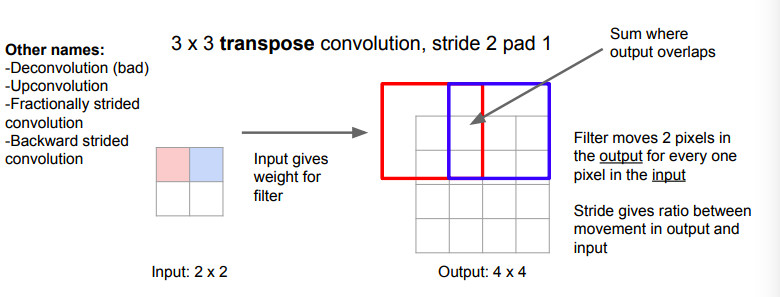 3 x 3 transpose convolution, stride 2 pad 1
Other names:
-Deconvolution (bad)
-Upconvolution
-Fractionally strided
convolution
-Backward strided
convolution
Input gives
weight for
filter
Sum where
output overlaps
Filter moves 2 pixels in
the output for every one
pixel in the input
Stride gives ratio between
movement in output and
input
Input: 2 x 2
Output: 4 x 4